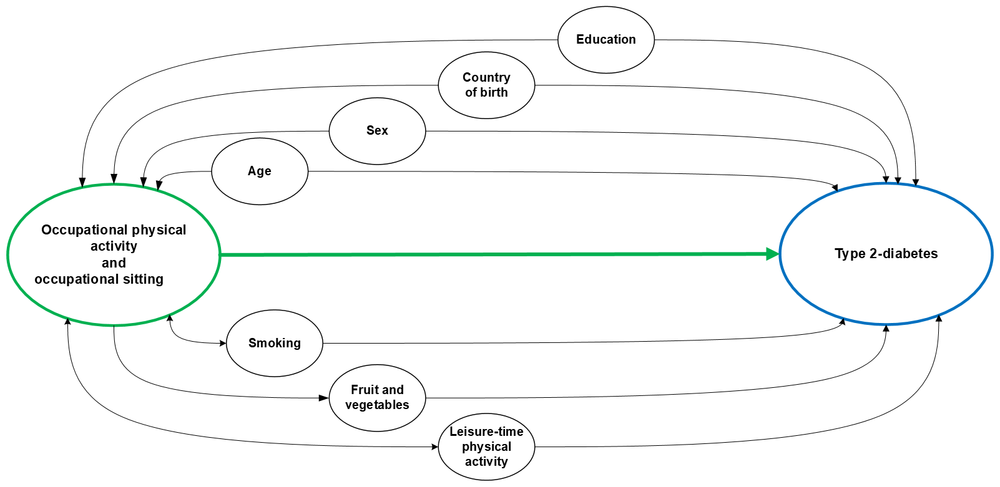 Education
Country
of birth
Sex
Age
Occupational physical
activity
and
occupational sitting
Type 2-diabetes
Smoking
Fruit and
vegetables
Leisure-time
physical
activity